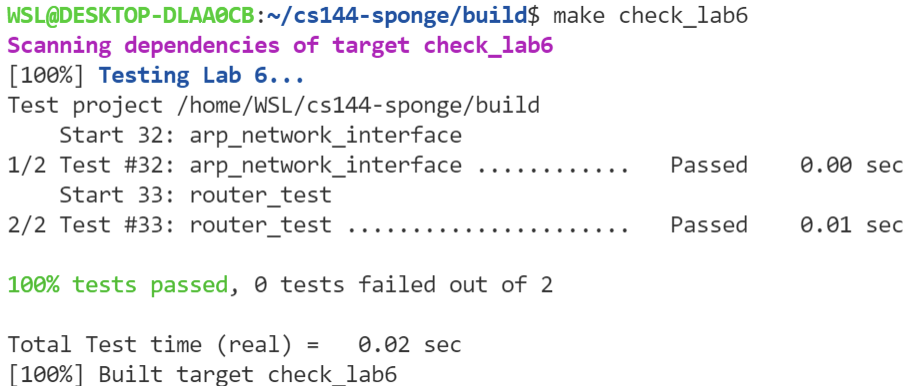 WSL@DESKTOP-DLAA0CB:~/cs144-sponge/build$ make check_lab6
Scanning dependencies of target check_lab6
[100%] Testing Lab 6...
Test project /home/WSL/cs144-sponge/build
    Start 32: arp_network_interface
1/2 Test #32: arp_network_interface ............   Passed    0.00 sec
    Start 33: router_test
2/2 Test #33: router_test ......................   Passed    0.01 sec

100% tests passed, 0 tests failed out of 2

Total Test time (real) =   0.02 sec
[100%] Built target check_lab6